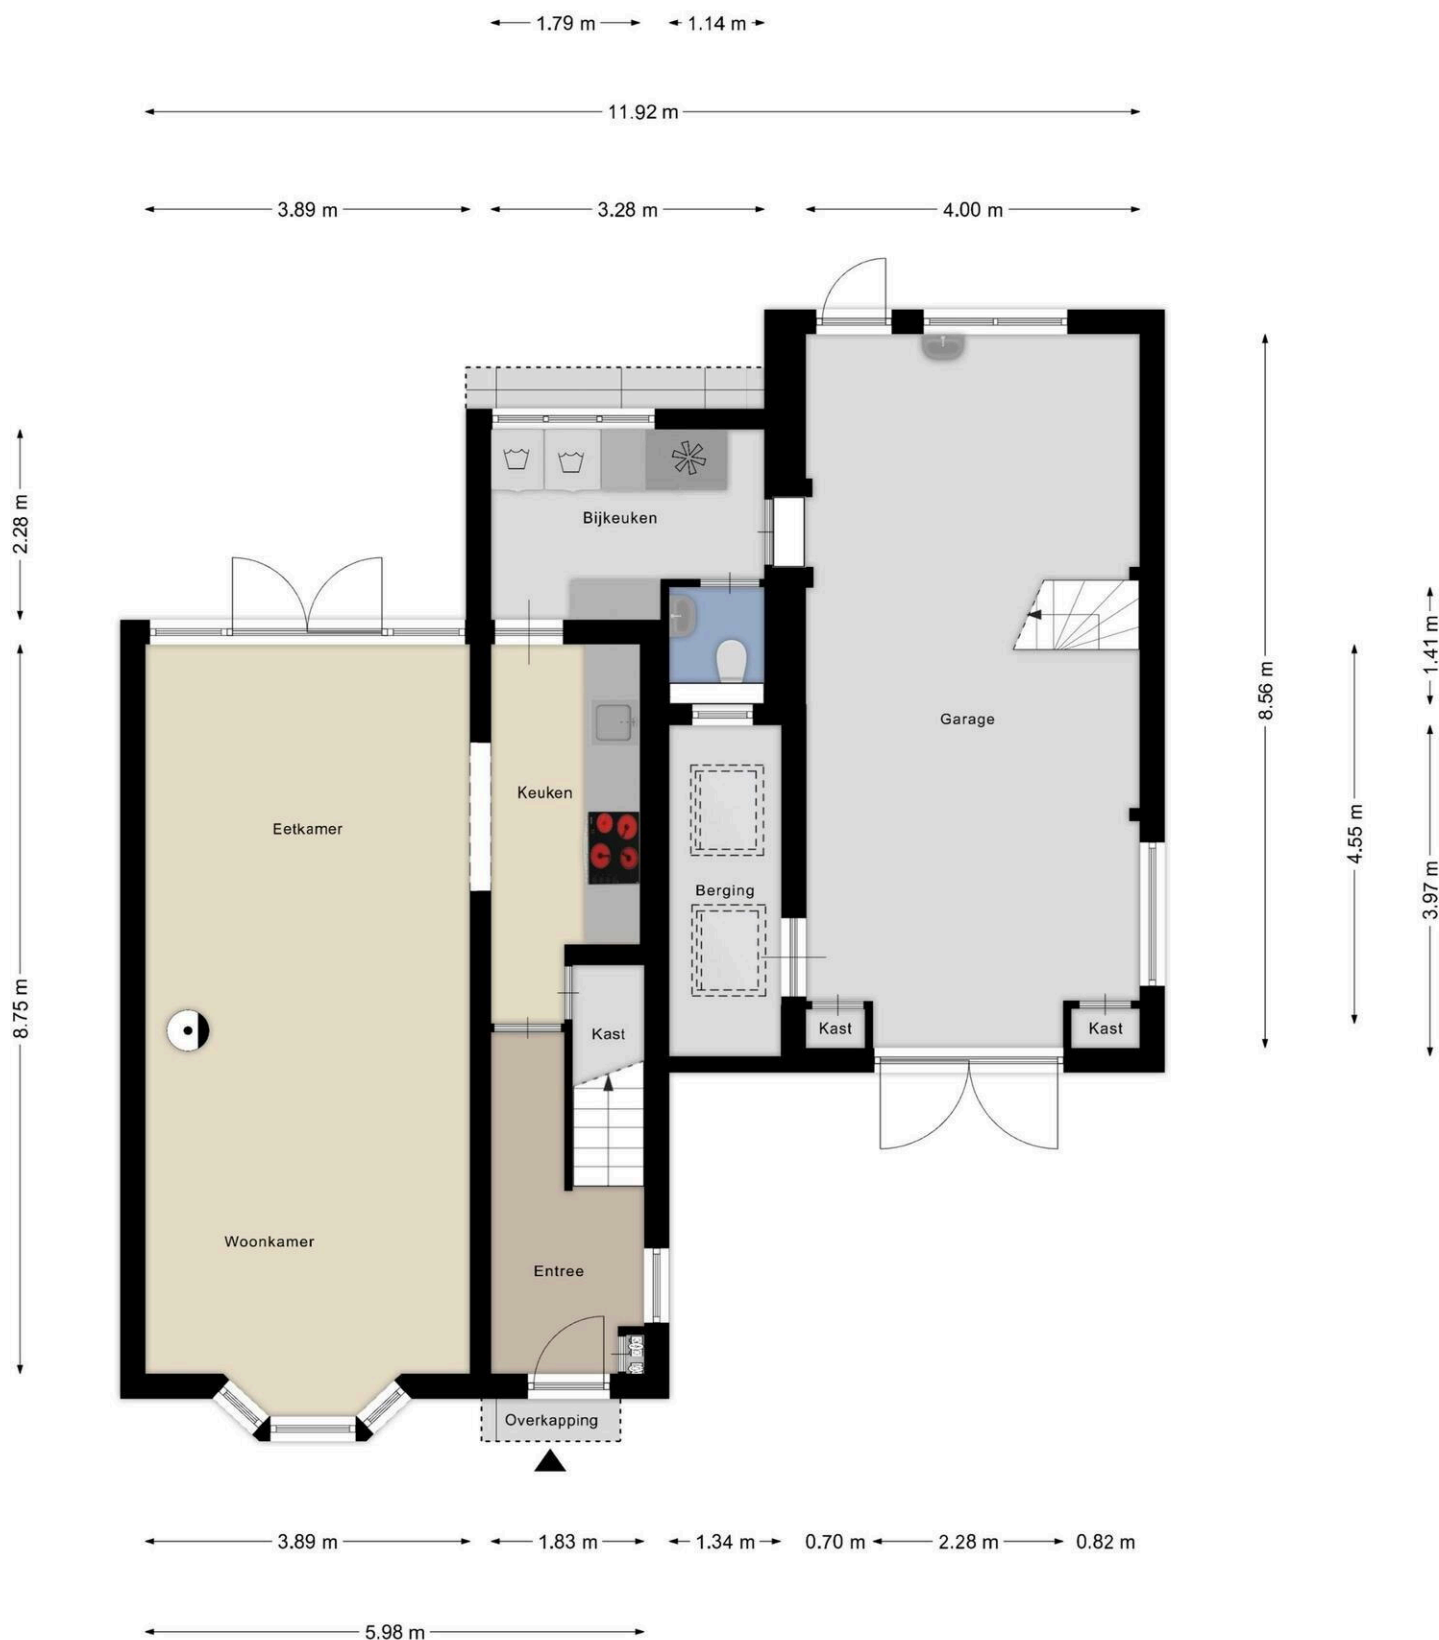 1.79 m
1.14 m
11.92 m
3.89 m
3.28 m
4.00 m
2.28 m
Bijkeuken
1.41 m
8.56 m
Garage
Keuken
Eetkamer
4.55 m
Berging
3.97 m
8.75 m
Kast
Kast
Kast
Woonkamer
Entree
Overkapping
3.89 m
1.83 m
1.34 m
0.70 m
2.28 m
0.82 m
5.98 m